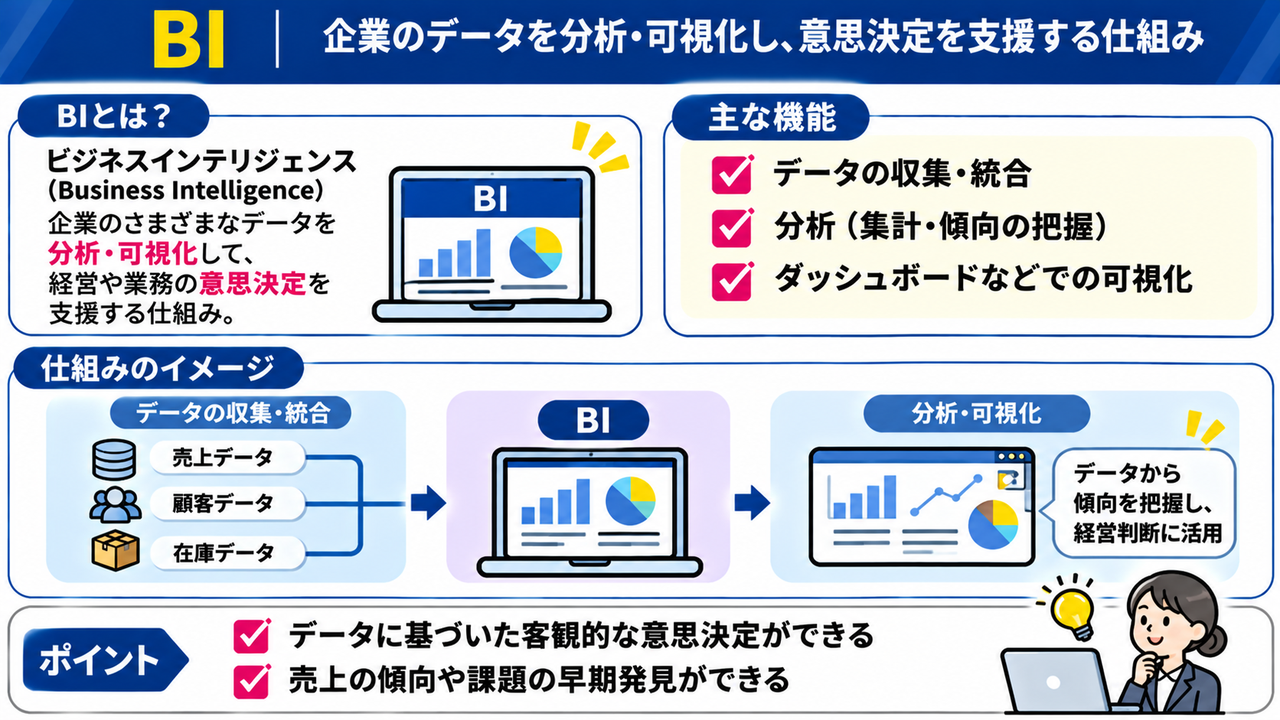 BI
企業のデータを分析・可視化し、意思決定を支援する仕組み
BIとは？
ビジネスインテリジェンス
（Business Intelligence）
企業のさまざまなデータを
分析・可視化して、
経営や業務の意思決定を
支援する仕組み。
BI
主な機能
データの収集・統合
分析（集計・傾向の把握）
ダッシュボードなどでの可視化
仕組みのイメージ
データの収集・統合
売上データ
顧客データ
在庫データ
BI
分析・可視化
データから
傾向を把握し、
経営判断に活用
ポイント
データに基づいた客観的な意思決定ができる
売上の傾向や課題の早期発見ができる